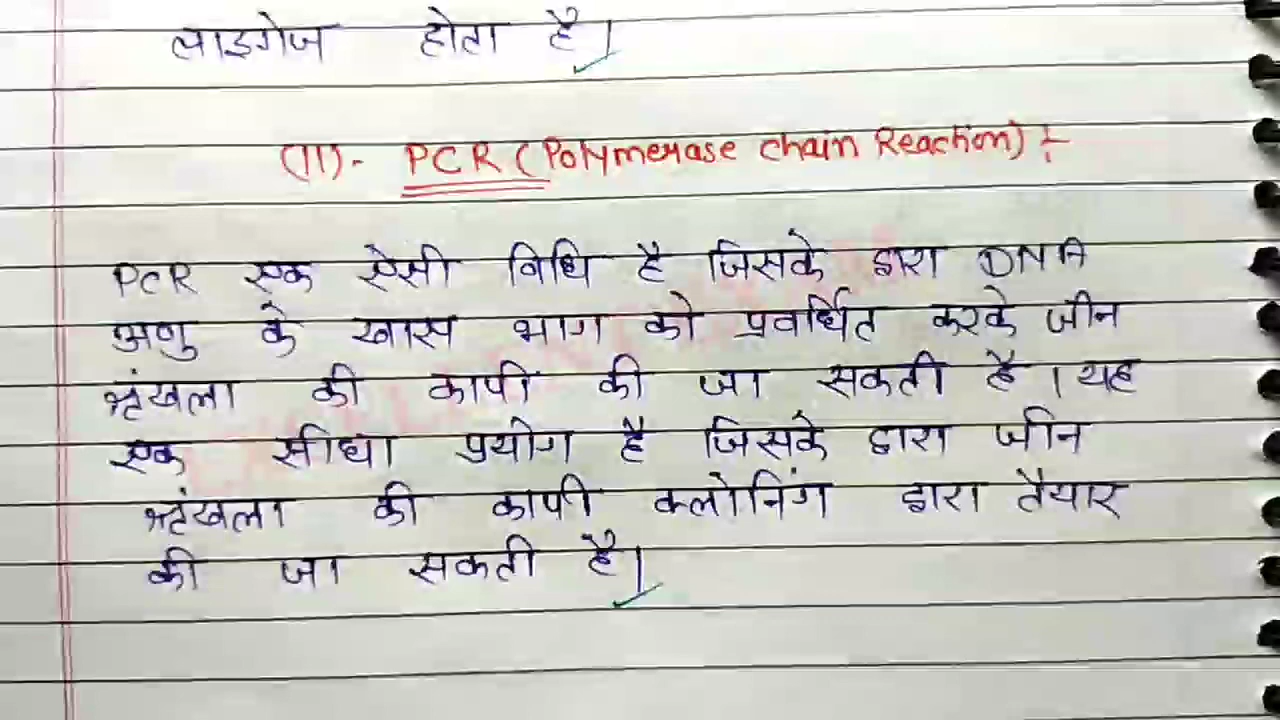 लाइगेज होता है।
(II)- PCR (Polymerase chain Reaction) :-
PCR एक ऐसी विधि है जिसके द्वारा DNA
अणु के खास भाग को प्रवर्धित करके जीन
श्रृंखला की कापी की जा सकती है। यह
एक सीधा प्रयोग है जिसके द्वारा जीन
श्रृंखला की कापी क्लोनिंग द्वारा तैयार
की जा सकती है।